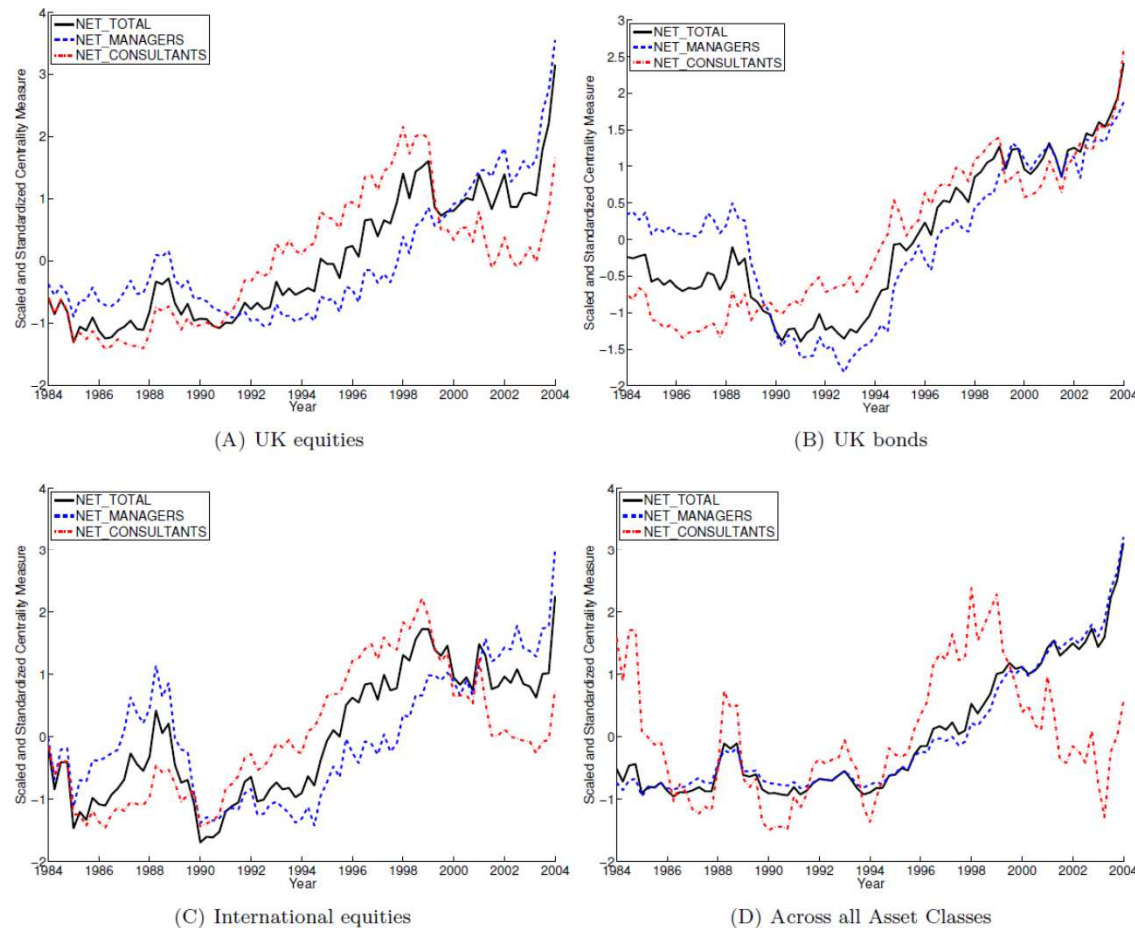 4
3
2
1
0
−1
−2
Scaled and Standardized Centrality Measure
NET_TOTAL
NET_MANAGERS
NET_CONSULTANTS
1984 1986 1988 1990 1992 1994 1996 1998 2000 2002 2004
Year
(A) UK equities
3
2.5
2
1.5
1
0.5
0
−0.5
−1
−1.5
−2
Scaled and Standardized Centrality Measure
NET_TOTAL
NET_MANAGERS
NET_CONSULTANTS
1984 1986 1988 1990 1992 1994 1996 1998 2000 2002 2004
Year
(B) UK bonds
4
3
2
1
0
−1
−2
Scaled and Standardized Centrality Measure
NET_TOTAL
NET_MANAGERS
NET_CONSULTANTS
1984 1986 1988 1990 1992 1994 1996 1998 2000 2002 2004
Year
(C) International equities
4
3
2
1
0
−1
−2
Scaled and Standardized Centrality Measure
NET_TOTAL
NET_MANAGERS
NET_CONSULTANTS
1984 1986 1988 1990 1992 1994 1996 1998 2000 2002 2004
Year
(D) Across all Asset Classes